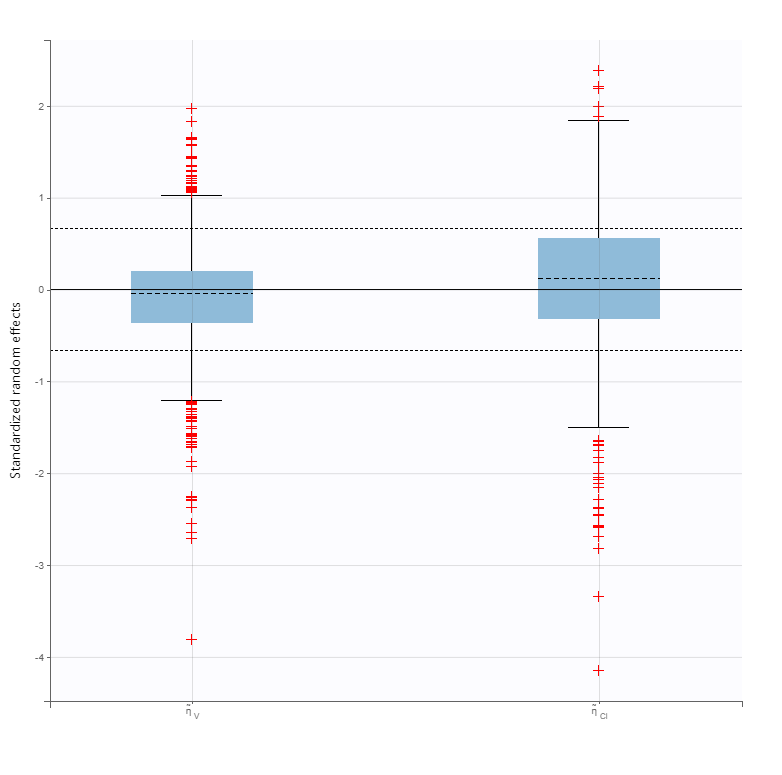 Standardized random effects
2
1
0
-1
-2
-3
-4
η̃ V
η̃ Cl